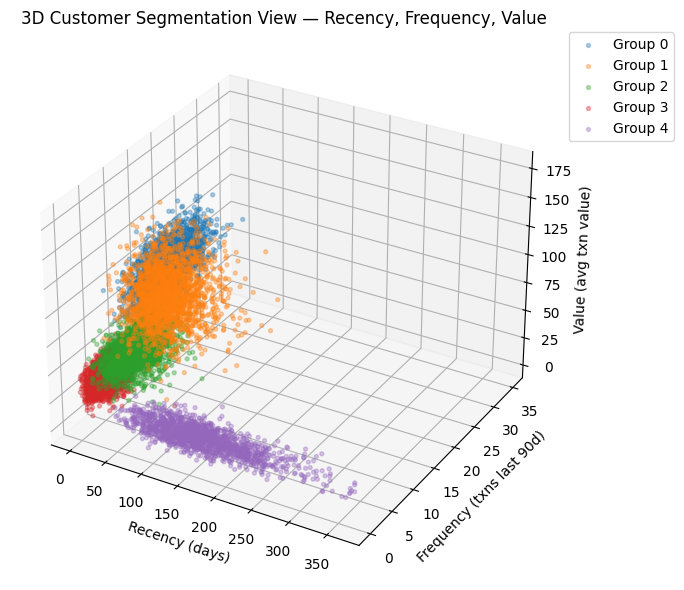 3D Customer Segmentation View — Recency, Frequency, Value
Group 0
Group 1
Group 2
Group 3
Group 4
175
150
125
100
75
50
25
0
Value (avg txn value)
35
30
25
20
15
10
5
0
Frequency (txns last 90d)
0
50
100
150
200
250
300
350
Recency (days)